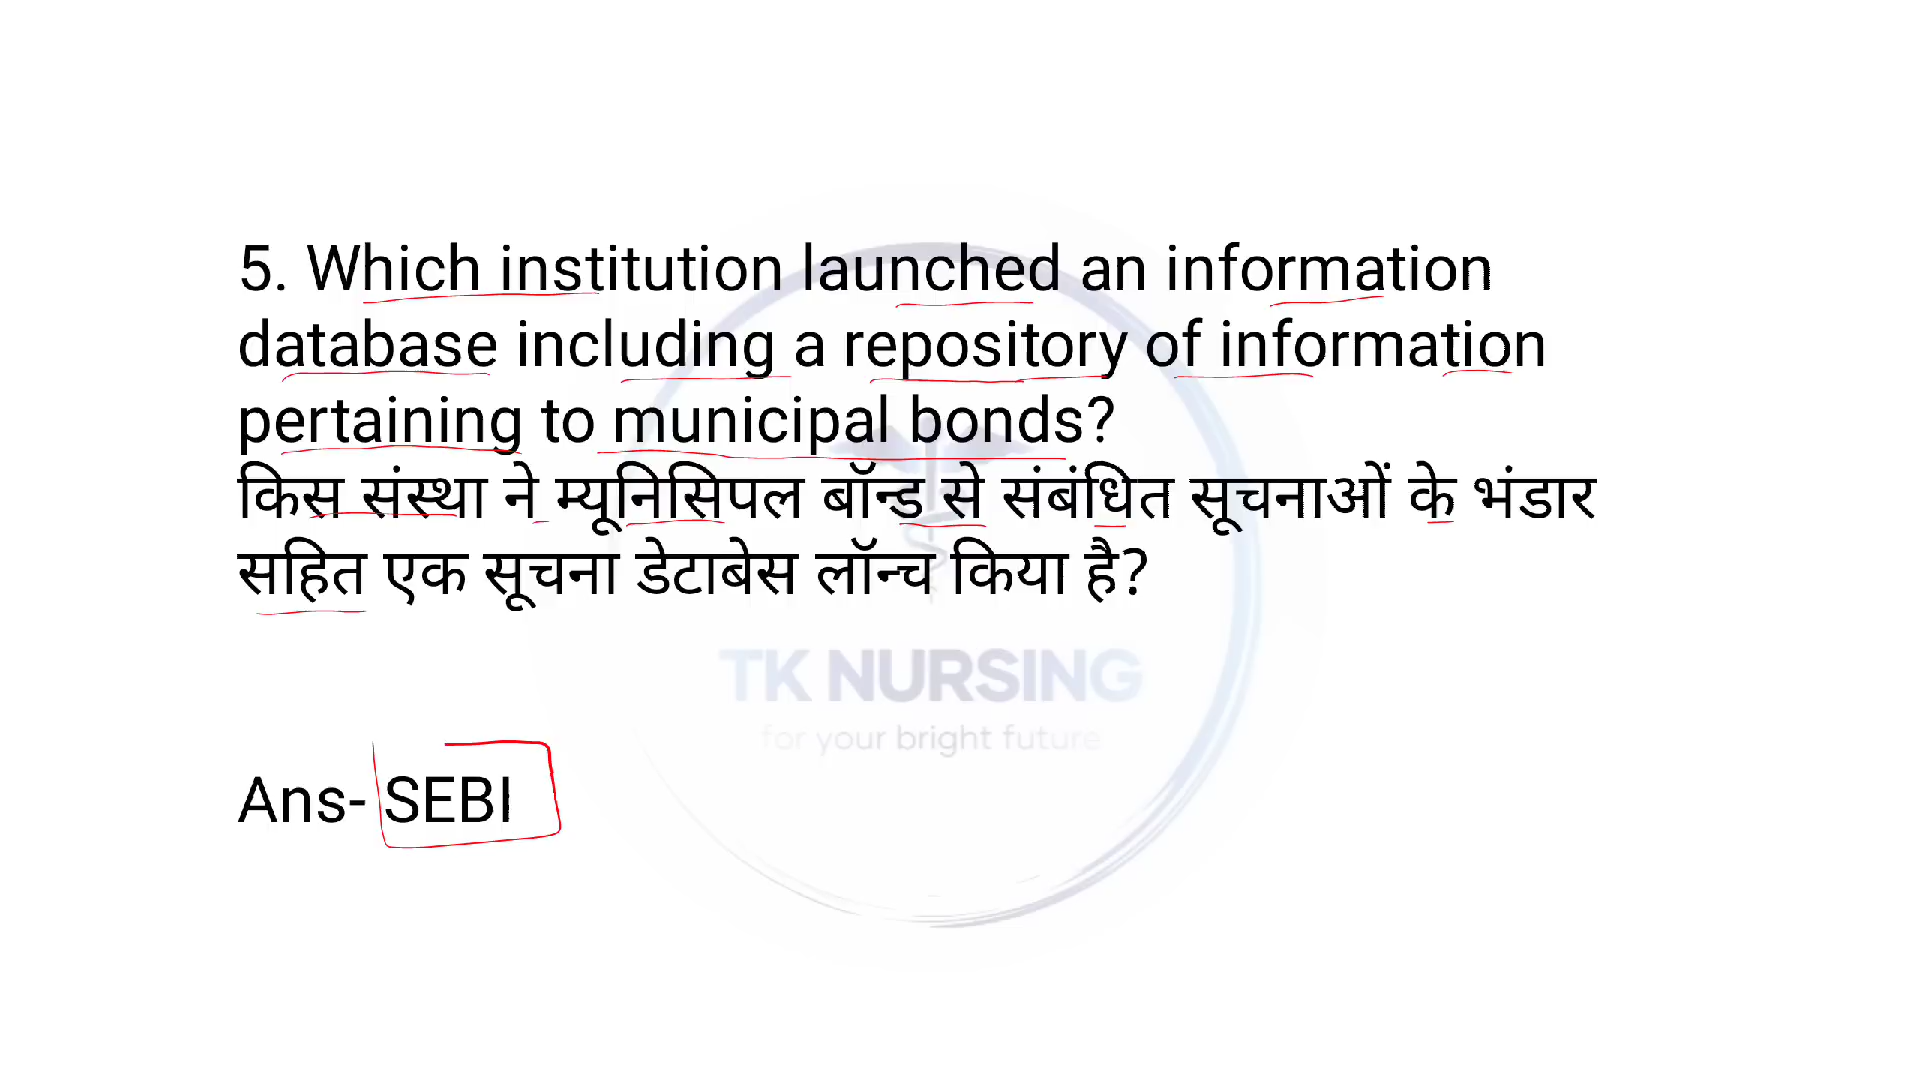 5. Which institution launched an information
database including a repository of information
pertaining to municipal bonds?
किस संस्था ने म्यूनिसिपल बॉन्ड से संबंधित सूचनाओं के भंडार
सहित एक सूचना डेटाबेस लॉन्च किया है?
TK NURSING
for your bright future
Ans- SEBI